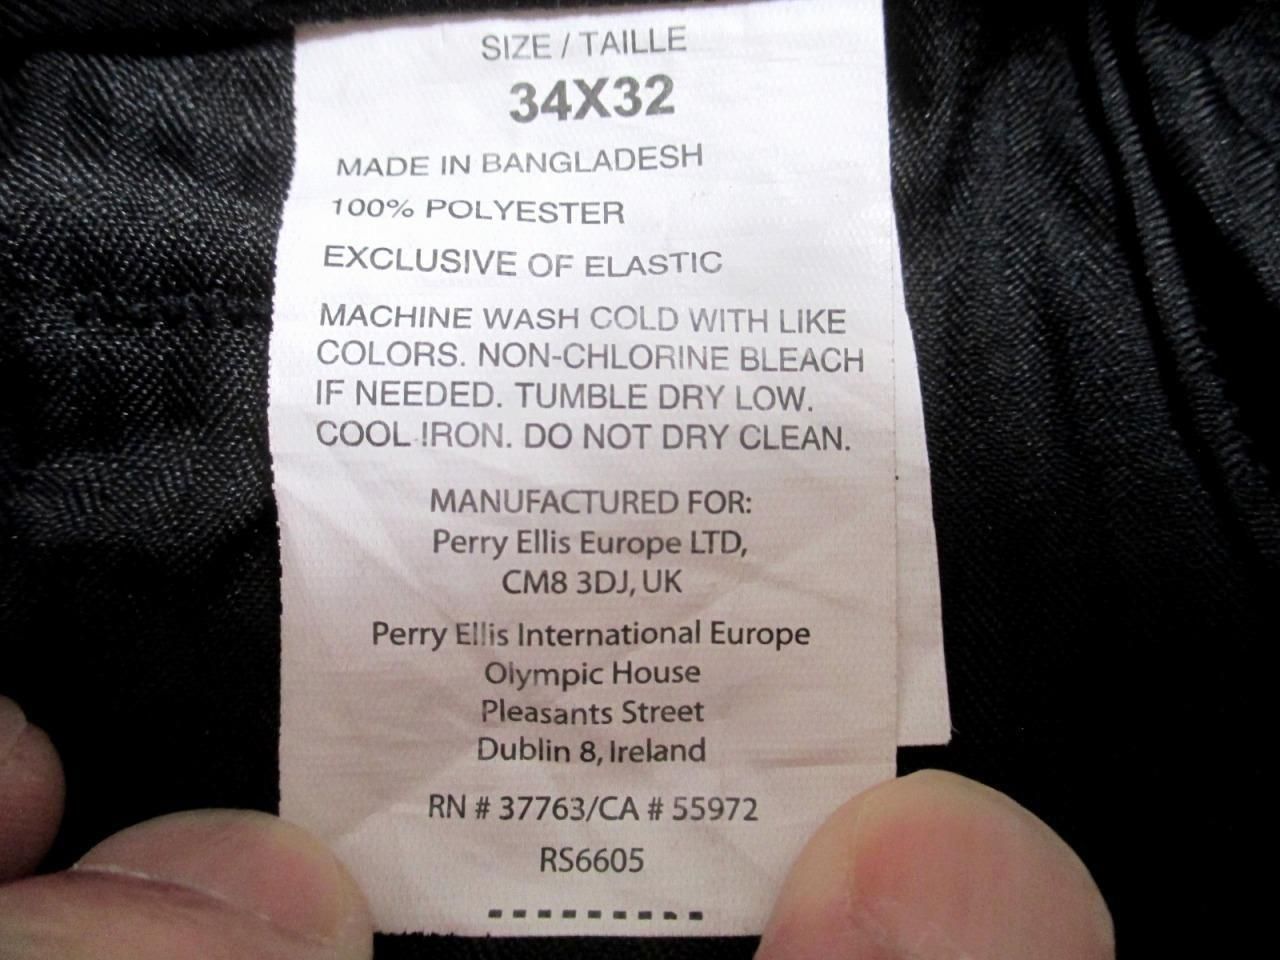 SIZE / TAILLE
34X32
MADE IN BANGLADESH
100% POLYESTER
EXCLUSIVE OF ELASTIC
MACHINE WASH COLD WITH LIKE
COLORS. NON-CHLORINE BLEACH
IF NEEDED. TUMBLE DRY LOW.
COOL IRON. DO NOT DRY CLEAN.
MANUFACTURED FOR:
Perry Ellis Europe LTD,
CM8 3DJ, UK
Perry Ellis International Europe
Olympic House
Pleasants Street
Dublin 8, Ireland
RN # 37763/CA # 55972
RS6605